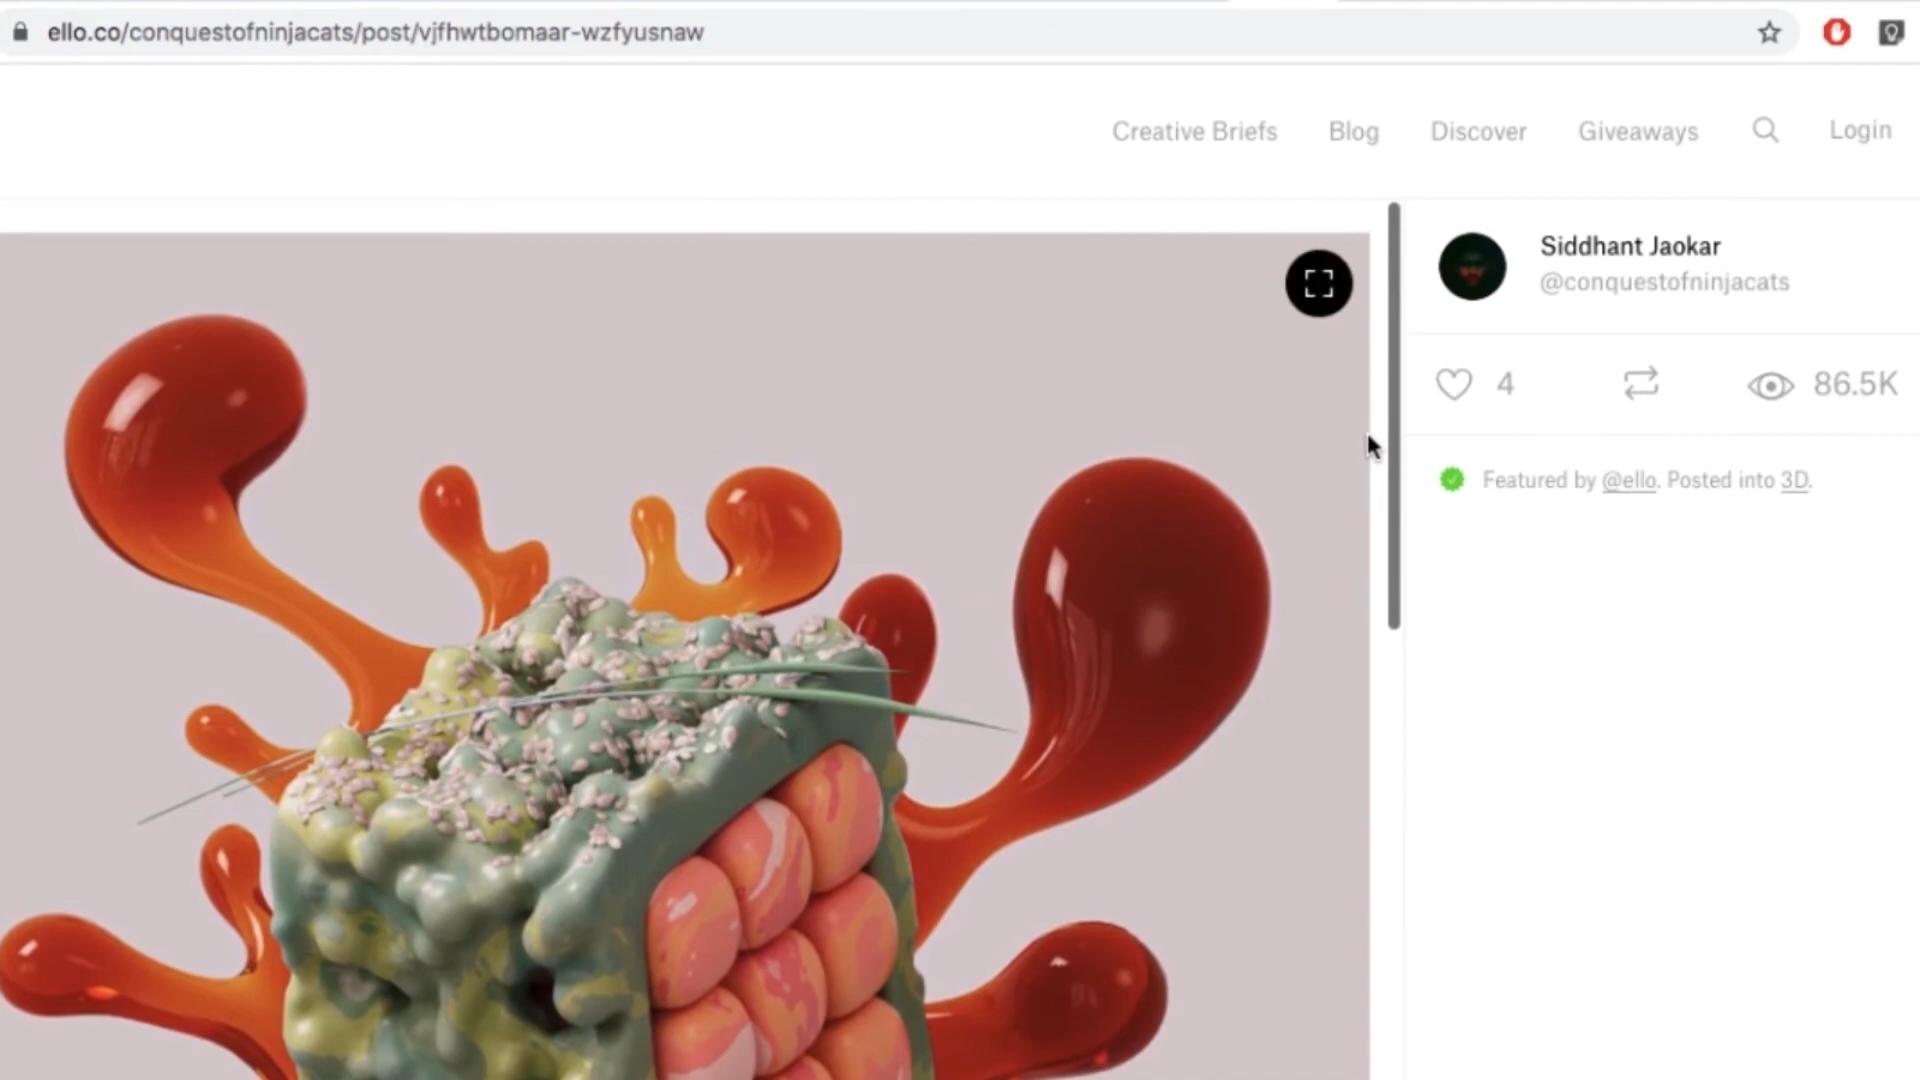 ello.co/conquestofninjacats/post/vjfhwtbomaar-wzfyusnaw
Creative Briefs Blog Discover Giveaways Login
Siddhant Jaokar
@conquestofninjacats
4 86.5K
Featured by @ello. Posted into 3D.